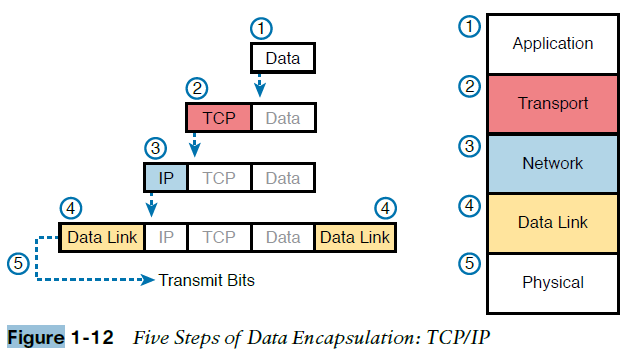 1
Data
2
TCP Data
3
IP TCP Data
4 4
Data Link IP TCP Data Data Link
5
Transmit Bits
1
Application
2
Transport
3
Network
4
Data Link
5
Physical
Figure 1-12 Five Steps of Data Encapsulation: TCP/IP